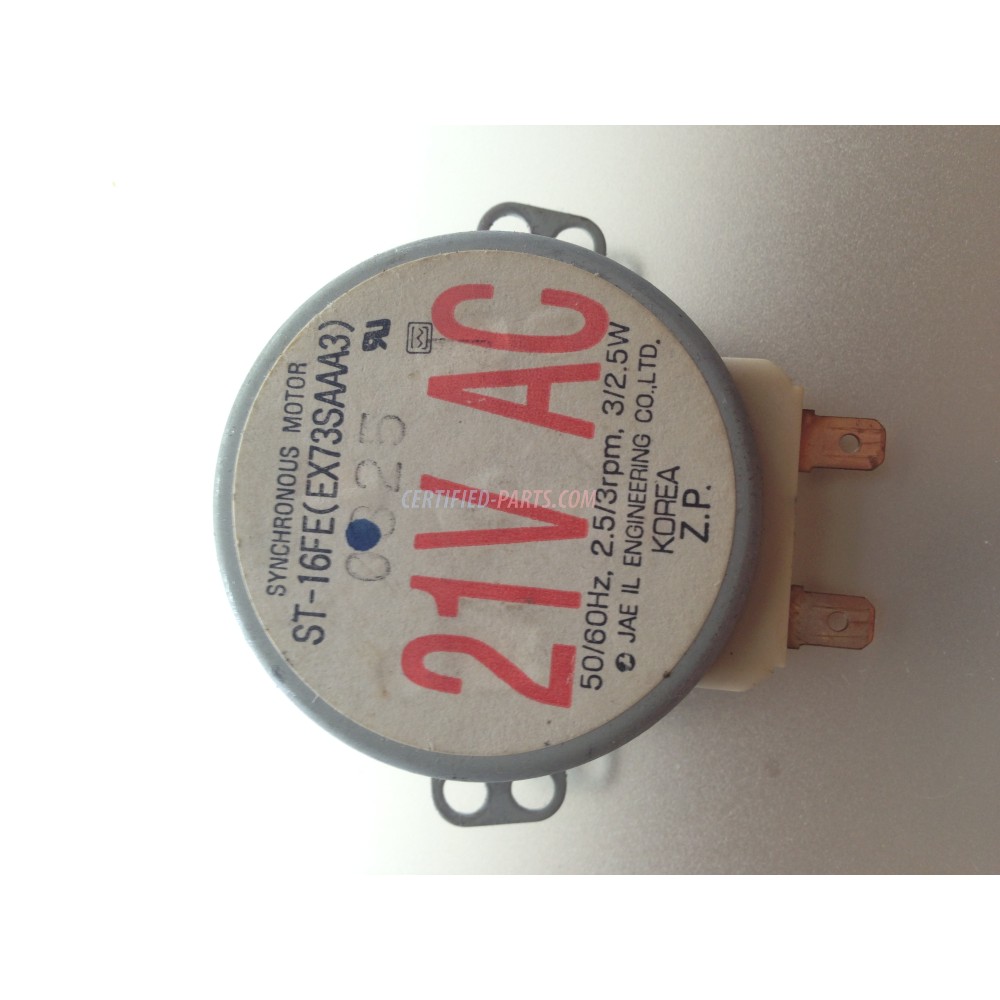 SYNCHRONOUS MOTOR
ST-16FE(EX73SAAA3)
0825
21V AC
50/60Hz, 2.5/3rpm, 3/2.5W
JAE IL ENGINEERING CO.,LTD.
KOREA
Z.P.
CERTIFIED-PARTS.COM